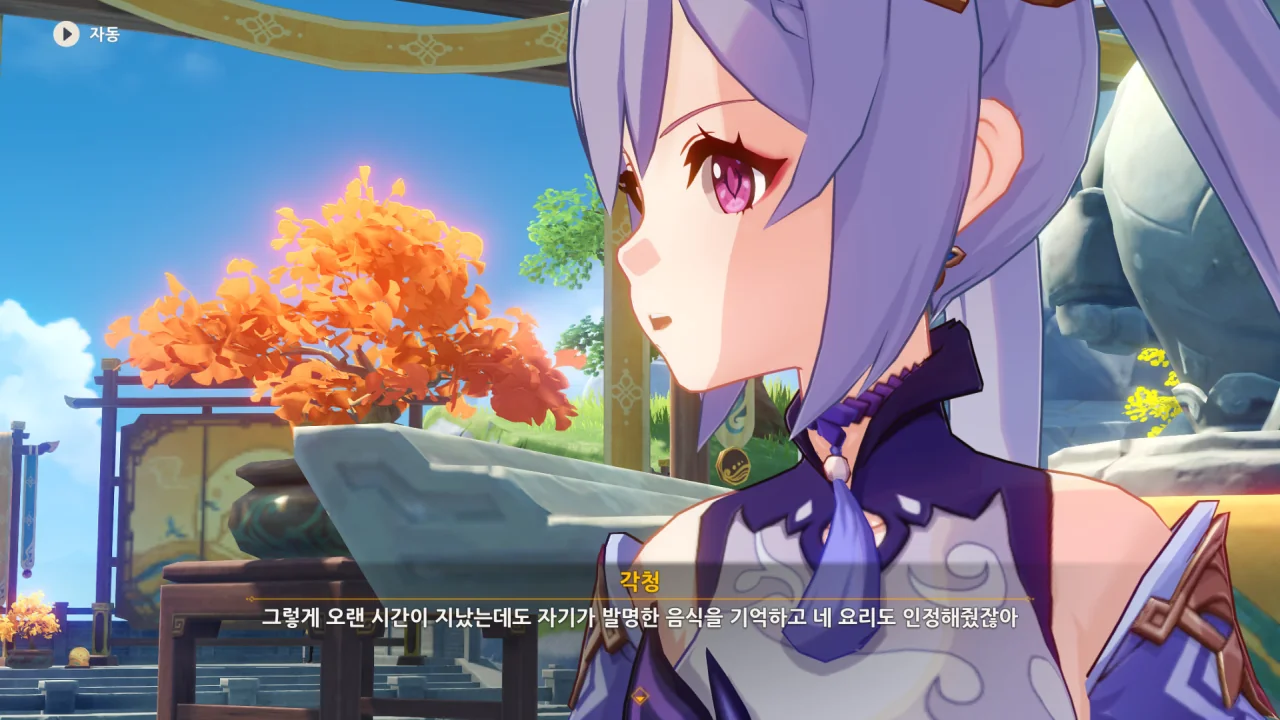 자동
각청
그렇게 오랜 시간이 지났는데도 자기가 발명한 음식을 기억하고 네 요리도 인정해줬잖아